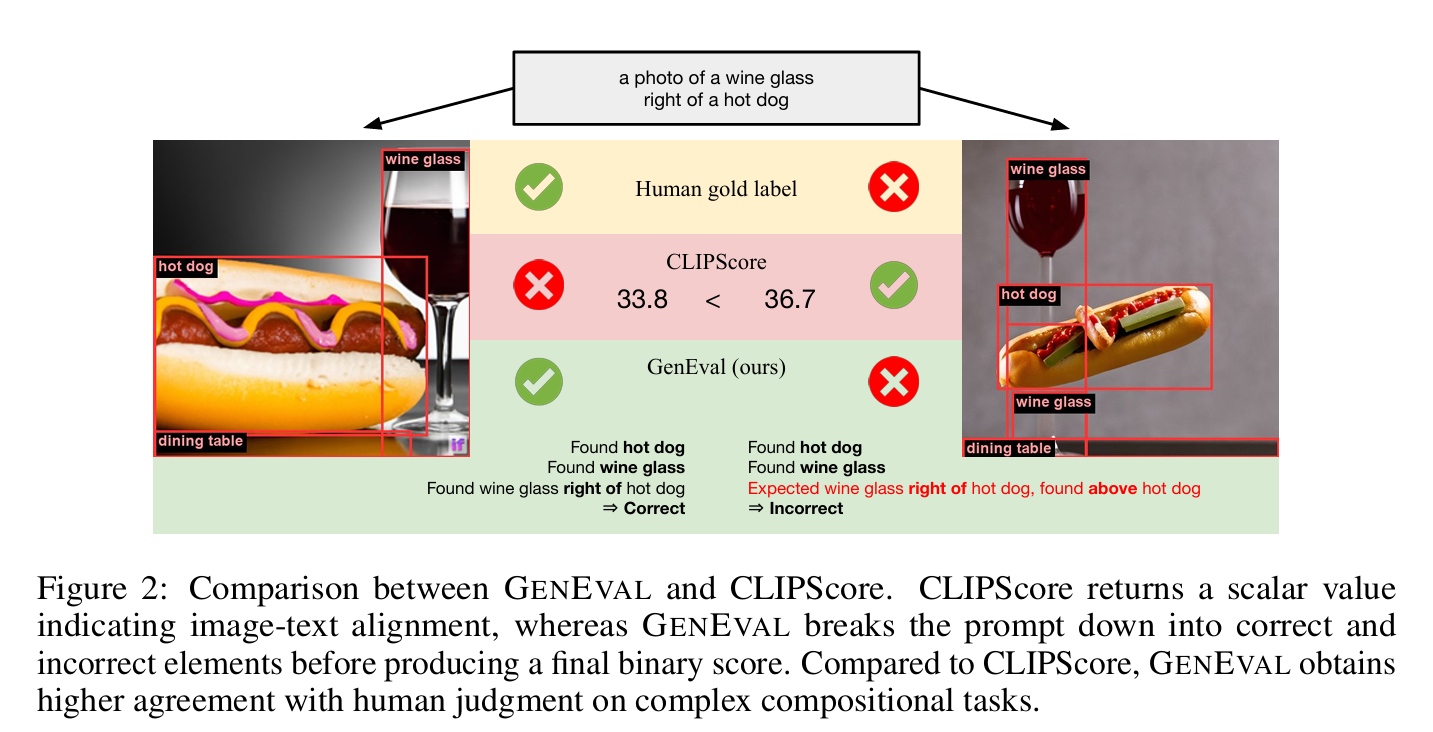 a photo of a wine glass
right of a hot dog
wine glass
hot dog
dining table
if
Human gold label
CLIPScore
33.8 < 36.7
GenEval (ours)
Found hot dog
Found wine glass
Found wine glass right of hot dog
⇒ Correct
Found hot dog
Found wine glass
Expected wine glass right of hot dog, found above hot dog
⇒ Incorrect
wine glass
hot dog
wine glass
dining table
Figure 2: Comparison between GENEVAL and CLIPScore. CLIPScore returns a scalar value
indicating image-text alignment, whereas GENEVAL breaks the prompt down into correct and
incorrect elements before producing a final binary score. Compared to CLIPScore, GENEVAL obtains
higher agreement with human judgment on complex compositional tasks.